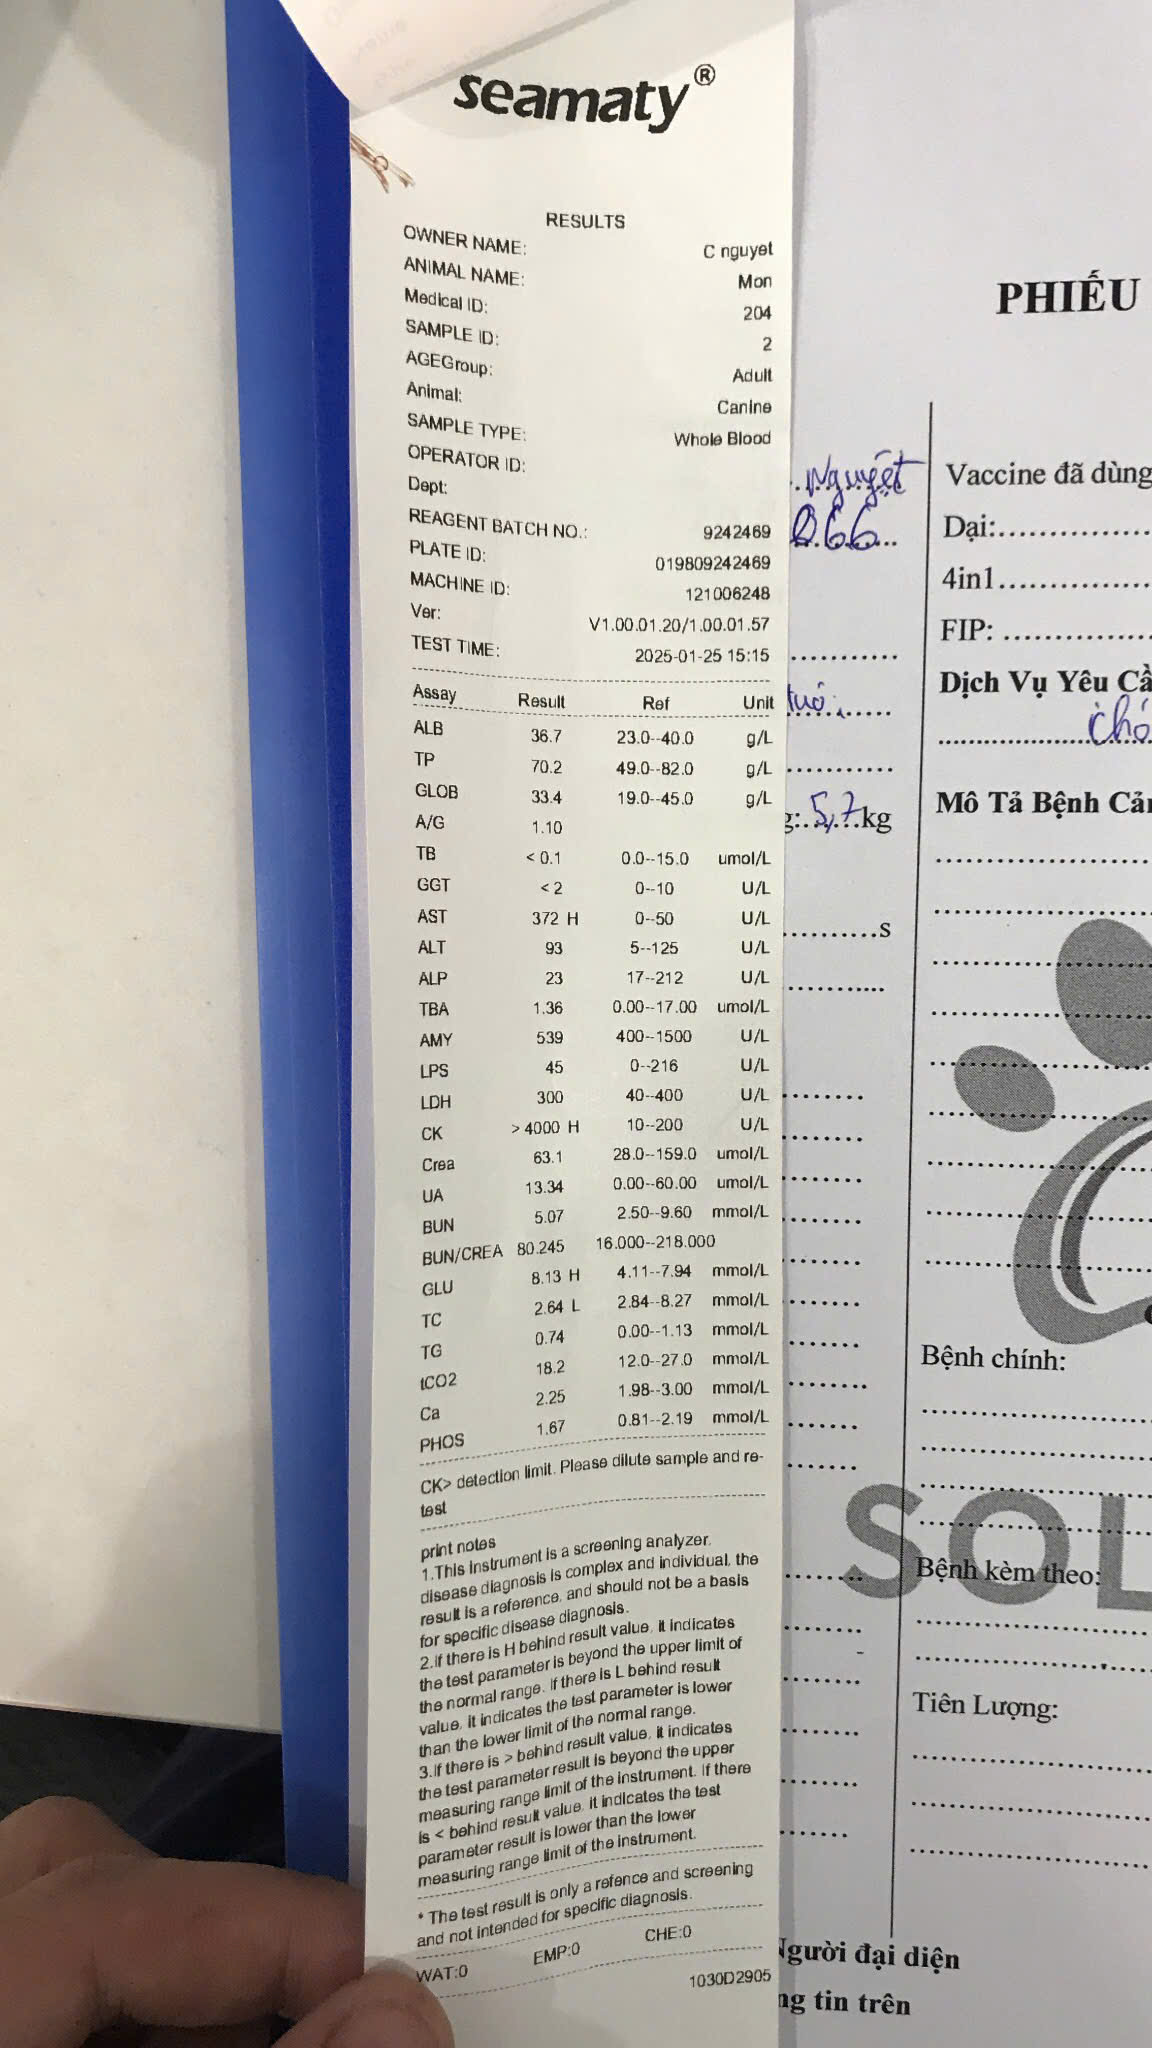 seamaty®
RESULTS
OWNER NAME: C nguyet
ANIMAL NAME: Mon
Medical ID: 204
SAMPLE ID: 2
AGEGroup: Adult
Animal: Canine
SAMPLE TYPE: Whole Blood
OPERATOR ID:
Dept:
REAGENT BATCH NO.: 9242469
PLATE ID: 019809242469
MACHINE ID: 121006248
Ver: V1.00.01.20/1.00.01.57
TEST TIME: 2025-01-25 15:15
Assay Result Ref Unit
ALB 36.7 23.0--40.0 g/L
TP 70.2 49.0--82.0 g/L
GLOB 33.4 19.0--45.0 g/L
A/G 1.10
TB < 0.1 0.0--15.0 umol/L
GGT < 2 0--10 U/L
AST 372 H 0--50 U/L
ALT 93 5--125 U/L
ALP 23 17--212 U/L
TBA 1.36 0.00--17.00 umol/L
AMY 539 400--1500 U/L
LPS 45 0--216 U/L
LDH 300 40--400 U/L
CK > 4000 H 10--200 U/L
Crea 63.1 28.0--159.0 umol/L
UA 13.34 0.00--60.00 umol/L
BUN 5.07 2.50--9.60 mmol/L
BUN/CREA 80.245 16.000--218.000
GLU 8.13 H 4.11--7.94 mmol/L
TC 2.64 L 2.84--8.27 mmol/L
TG 0.74 0.00--1.13 mmol/L
tCO2 18.2 12.0--27.0 mmol/L
Ca 2.25 1.98--3.00 mmol/L
PHOS 1.67 0.81--2.19 mmol/L
CK> detection limit. Please dilute sample and re-
test
print notes
1.This instrument is a screening analyzer,
disease diagnosis is complex and individual, the
result is a reference, and should not be a basis
for specific disease diagnosis.
2.If there is H behind result value, it indicates
the test parameter is beyond the upper limit of
the normal range. If there is L behind result
value, it indicates the test parameter is lower
than the lower limit of the normal range.
3.If there is > behind result value, it indicates
the test parameter result is beyond the upper
measuring range limit of the instrument. If there
is < behind result value, it indicates the test
parameter result is lower than the lower
measuring range limit of the instrument.
* The test result is only a refence and screening
and not intended for specific diagnosis.
WAT:0 EMP:0 CHE:0
1030D2905
PHIẾU
Nguyệt
066
tuổi
g: 5,7 kg
s
Vaccine đã dùng
Dại:
4in1
FIP:
Dịch Vụ Yêu Cầ
chó
Mô Tả Bệnh Cản
Bệnh chính:
SOL
Bệnh kèm theo:
Tiên Lượng:
Người đại diện
ng tin trên